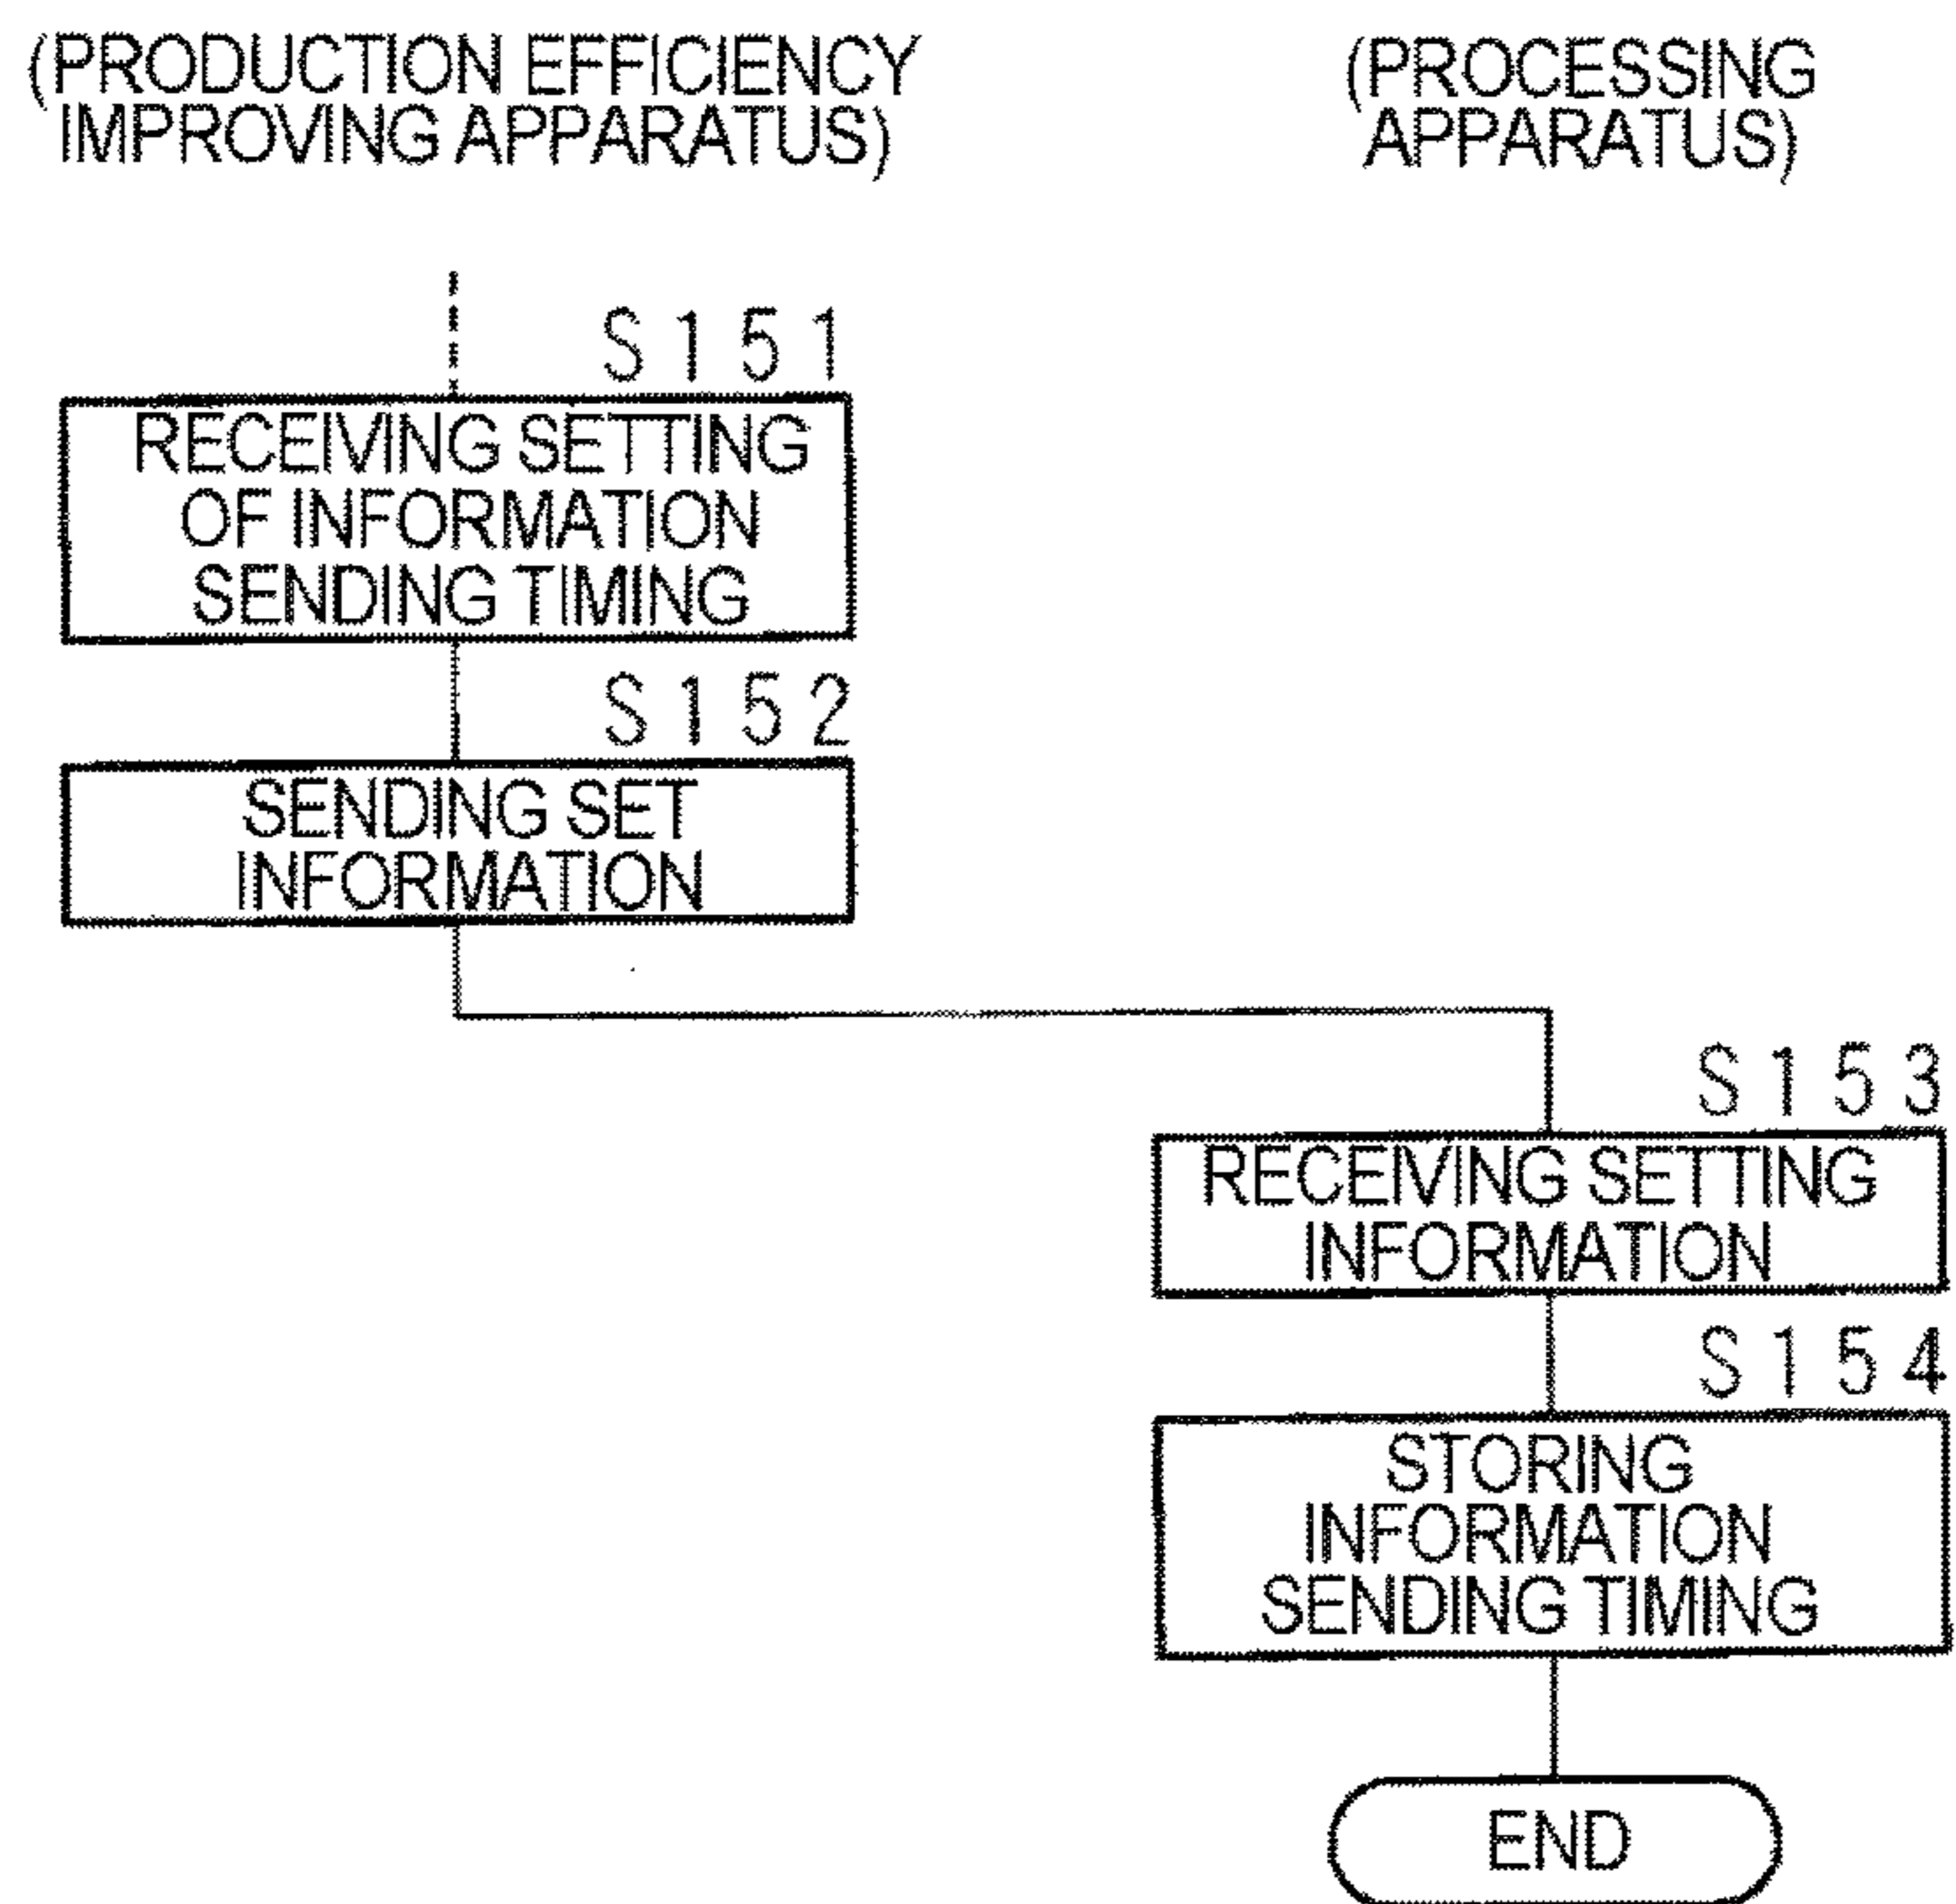 (PRODUCTION EFFICIENCY
IMPROVING APPARATUS)
(PROCESSING
APPARATUS)
S151
RECEIVING SETTING
OF INFORMATION
SENDING TIMING
S152
SENDING SET
INFORMATION
S153
RECEIVING SETTING
INFORMATION
S154
STORING
INFORMATION
SENDING TIMING
END